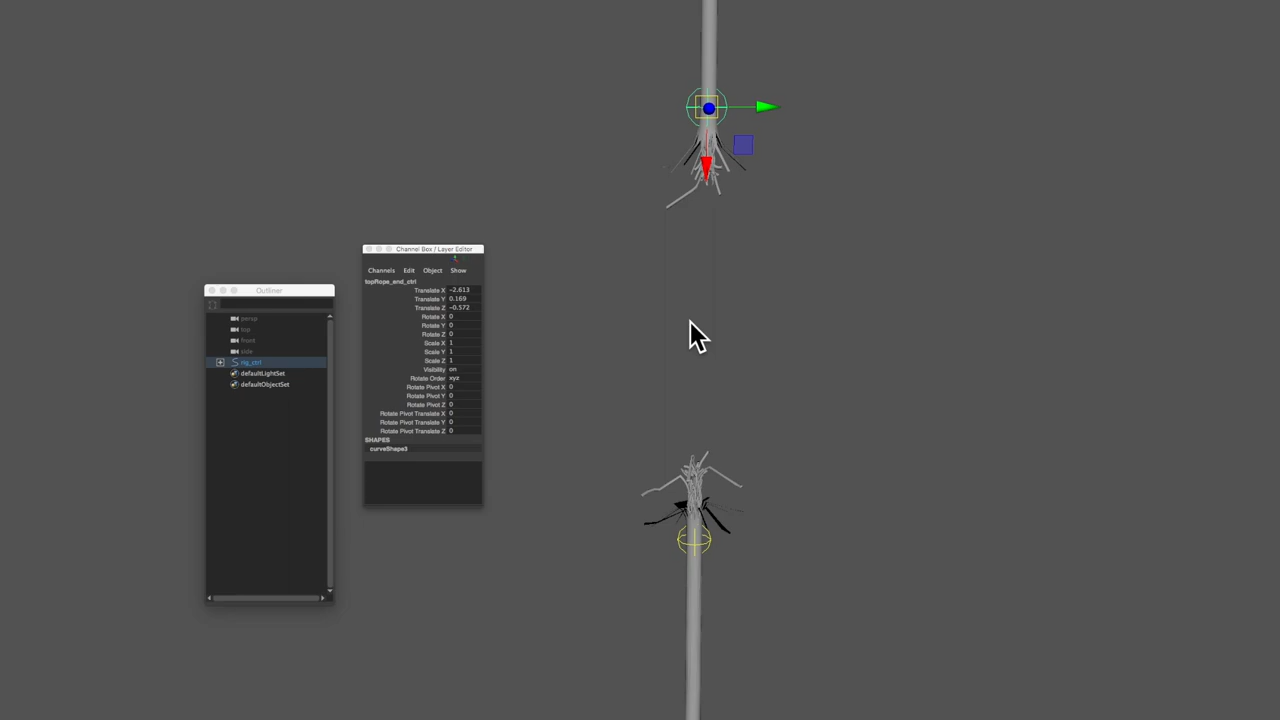 Channel Box / Layer Editor
Channels Edit Object Show
topRope_end_ctrl
Translate X -2.613
Translate Y 0.169
Translate Z -0.572
Rotate X 0
Rotate Y 0
Rotate Z 0
Scale X 1
Scale Y 1
Scale Z 1
Visibility on
Rotate Order xyz
Rotate Pivot X 0
Rotate Pivot Y 0
Rotate Pivot Z 0
Rotate Pivot Translate X 0
Rotate Pivot Translate Y 0
Rotate Pivot Translate Z 0
SHAPES
curveShape3
Outliner
persp
top
front
side
rig_ctrl
defaultLightSet
defaultObjectSet